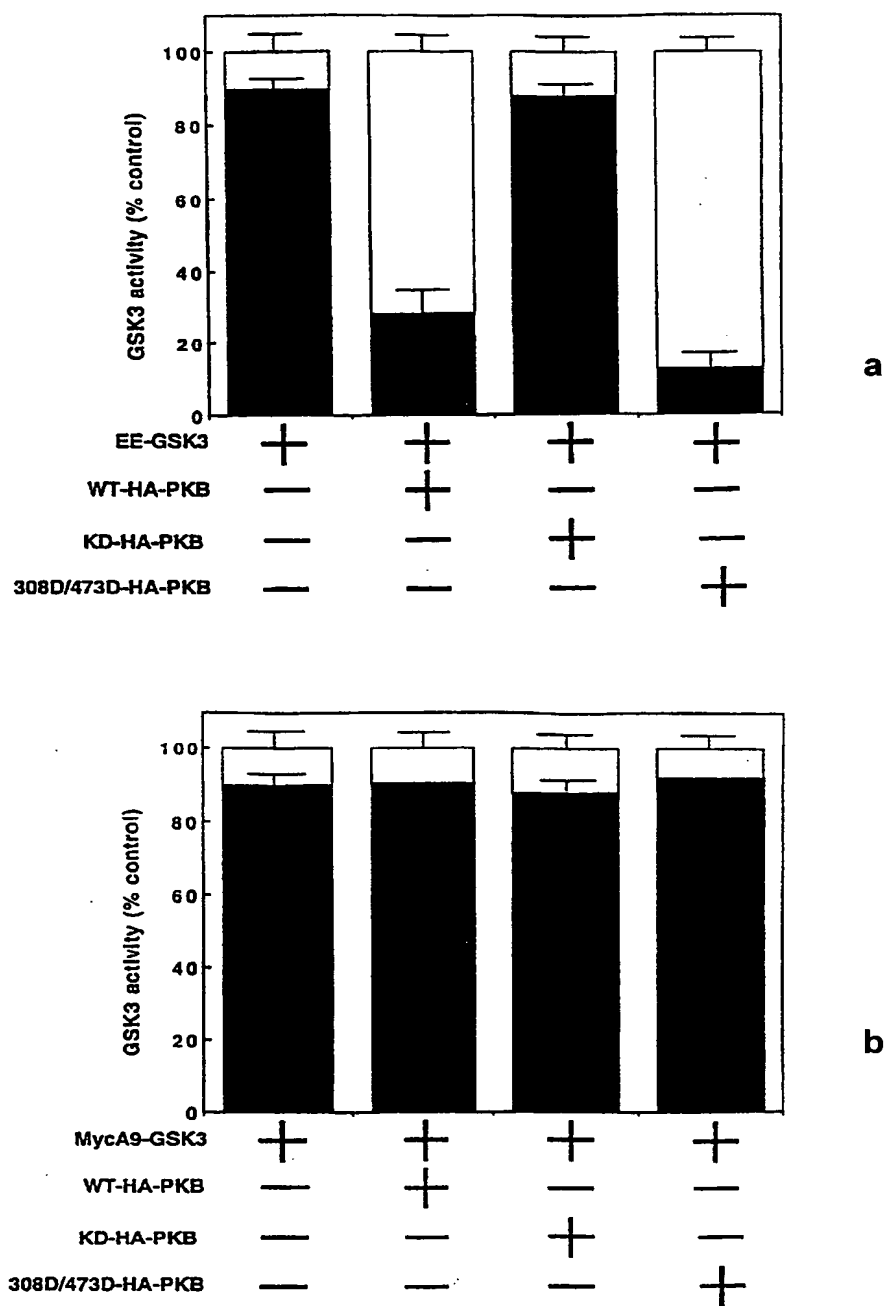 100
80
60
40
20
0
GSK3 activity (% control)
a
EE-GSK3 + + + +
WT-HA-PKB — + — —
KD-HA-PKB — — + —
308D/473D-HA-PKB — — — +
100
80
60
40
20
0
GSK3 activity (% control)
b
MycA9-GSK3 + + + +
WT-HA-PKB — + — —
KD-HA-PKB — — + —
308D/473D-HA-PKB — — — +